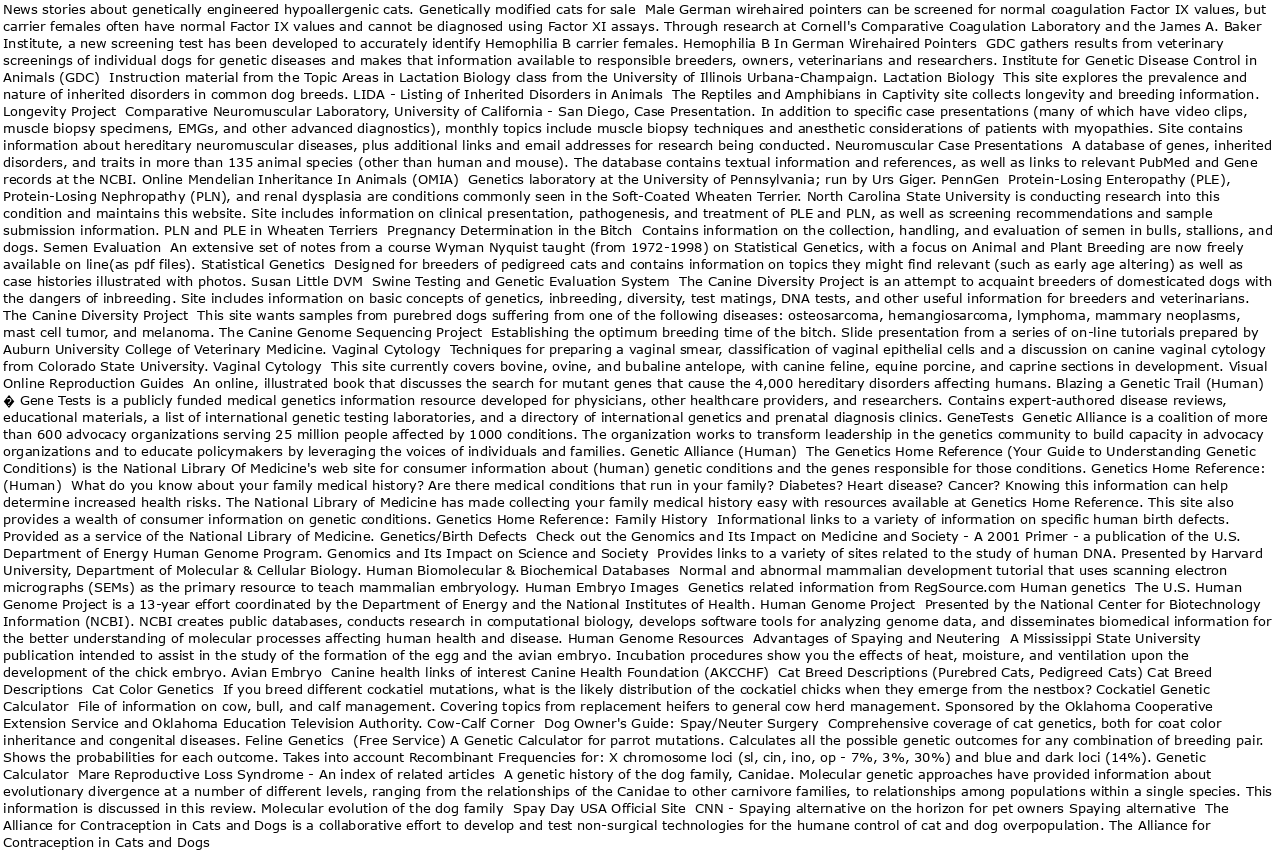 News stories about genetically engineered hypoallergenic cats. Genetically modified cats for sale  Male German wirehaired pointers can be screened for normal coagulation Factor IX values, but
carrier females often have normal Factor IX values and cannot be diagnosed using Factor XI assays. Through research at Cornell's Comparative Coagulation Laboratory and the James A. Baker
Institute, a new screening test has been developed to accurately identify Hemophilia B carrier females. Hemophilia B In German Wirehaired Pointers  GDC gathers results from veterinary
screenings of individual dogs for genetic diseases and makes that information available to responsible breeders, owners, veterinarians and researchers. Institute for Genetic Disease Control in
Animals (GDC)  Instruction material from the Topic Areas in Lactation Biology class from the University of Illinois Urbana-Champaign. Lactation Biology  This site explores the prevalence and
nature of inherited disorders in common dog breeds. LIDA - Listing of Inherited Disorders in Animals  The Reptiles and Amphibians in Captivity site collects longevity and breeding information.
Longevity Project  Comparative Neuromuscular Laboratory, University of California - San Diego, Case Presentation. In addition to specific case presentations (many of which have video clips,
muscle biopsy specimens, EMGs, and other advanced diagnostics), monthly topics include muscle biopsy techniques and anesthetic considerations of patients with myopathies. Site contains
information about hereditary neuromuscular diseases, plus additional links and email addresses for research being conducted. Neuromuscular Case Presentations  A database of genes, inherited
disorders, and traits in more than 135 animal species (other than human and mouse). The database contains textual information and references, as well as links to relevant PubMed and Gene
records at the NCBI. Online Mendelian Inheritance In Animals (OMIA)  Genetics laboratory at the University of Pennsylvania; run by Urs Giger. PennGen  Protein-Losing Enteropathy (PLE),
Protein-Losing Nephropathy (PLN), and renal dysplasia are conditions commonly seen in the Soft-Coated Wheaten Terrier. North Carolina State University is conducting research into this
condition and maintains this website. Site includes information on clinical presentation, pathogenesis, and treatment of PLE and PLN, as well as screening recommendations and sample
submission information. PLN and PLE in Wheaten Terriers  Pregnancy Determination in the Bitch  Contains information on the collection, handling, and evaluation of semen in bulls, stallions, and
dogs. Semen Evaluation  An extensive set of notes from a course Wyman Nyquist taught (from 1972-1998) on Statistical Genetics, with a focus on Animal and Plant Breeding are now freely
available on line(as pdf files). Statistical Genetics  Designed for breeders of pedigreed cats and contains information on topics they might find relevant (such as early age altering) as well as
case histories illustrated with photos. Susan Little DVM  Swine Testing and Genetic Evaluation System  The Canine Diversity Project is an attempt to acquaint breeders of domesticated dogs with
the dangers of inbreeding. Site includes information on basic concepts of genetics, inbreeding, diversity, test matings, DNA tests, and other useful information for breeders and veterinarians.
The Canine Diversity Project  This site wants samples from purebred dogs suffering from one of the following diseases: osteosarcoma, hemangiosarcoma, lymphoma, mammary neoplasms,
mast cell tumor, and melanoma. The Canine Genome Sequencing Project  Establishing the optimum breeding time of the bitch. Slide presentation from a series of on-line tutorials prepared by
Auburn University College of Veterinary Medicine. Vaginal Cytology  Techniques for preparing a vaginal smear, classification of vaginal epithelial cells and a discussion on canine vaginal cytology
from Colorado State University. Vaginal Cytology  This site currently covers bovine, ovine, and bubaline antelope, with canine feline, equine porcine, and caprine sections in development. Visual
Online Reproduction Guides  An online, illustrated book that discusses the search for mutant genes that cause the 4,000 hereditary disorders affecting humans. Blazing a Genetic Trail (Human)
� Gene Tests is a publicly funded medical genetics information resource developed for physicians, other healthcare providers, and researchers. Contains expert-authored disease reviews,
educational materials, a list of international genetic testing laboratories, and a directory of international genetics and prenatal diagnosis clinics. GeneTests  Genetic Alliance is a coalition of more
than 600 advocacy organizations serving 25 million people affected by 1000 conditions. The organization works to transform leadership in the genetics community to build capacity in advocacy
organizations and to educate policymakers by leveraging the voices of individuals and families. Genetic Alliance (Human)  The Genetics Home Reference (Your Guide to Understanding Genetic
Conditions) is the National Library Of Medicine's web site for consumer information about (human) genetic conditions and the genes responsible for those conditions. Genetics Home Reference:
(Human)  What do you know about your family medical history? Are there medical conditions that run in your family? Diabetes? Heart disease? Cancer? Knowing this information can help
determine increased health risks. The National Library of Medicine has made collecting your family medical history easy with resources available at Genetics Home Reference. This site also
provides a wealth of consumer information on genetic conditions. Genetics Home Reference: Family History  Informational links to a variety of information on specific human birth defects.
Provided as a service of the National Library of Medicine. Genetics/Birth Defects  Check out the Genomics and Its Impact on Medicine and Society - A 2001 Primer - a publication of the U.S.
Department of Energy Human Genome Program. Genomics and Its Impact on Science and Society  Provides links to a variety of sites related to the study of human DNA. Presented by Harvard
University, Department of Molecular & Cellular Biology. Human Biomolecular & Biochemical Databases  Normal and abnormal mammalian development tutorial that uses scanning electron
micrographs (SEMs) as the primary resource to teach mammalian embryology. Human Embryo Images  Genetics related information from RegSource.com Human genetics  The U.S. Human
Genome Project is a 13-year effort coordinated by the Department of Energy and the National Institutes of Health. Human Genome Project  Presented by the National Center for Biotechnology
Information (NCBI). NCBI creates public databases, conducts research in computational biology, develops software tools for analyzing genome data, and disseminates biomedical information for
the better understanding of molecular processes affecting human health and disease. Human Genome Resources  Advantages of Spaying and Neutering  A Mississippi State University
publication intended to assist in the study of the formation of the egg and the avian embryo. Incubation procedures show you the effects of heat, moisture, and ventilation upon the
development of the chick embryo. Avian Embryo  Canine health links of interest Canine Health Foundation (AKCCHF)  Cat Breed Descriptions (Purebred Cats, Pedigreed Cats) Cat Breed
Descriptions  Cat Color Genetics  If you breed different cockatiel mutations, what is the likely distribution of the cockatiel chicks when they emerge from the nestbox? Cockatiel Genetic
Calculator  File of information on cow, bull, and calf management. Covering topics from replacement heifers to general cow herd management. Sponsored by the Oklahoma Cooperative
Extension Service and Oklahoma Education Television Authority. Cow-Calf Corner  Dog Owner's Guide: Spay/Neuter Surgery  Comprehensive coverage of cat genetics, both for coat color
inheritance and congenital diseases. Feline Genetics  (Free Service) A Genetic Calculator for parrot mutations. Calculates all the possible genetic outcomes for any combination of breeding pair.
Shows the probabilities for each outcome. Takes into account Recombinant Frequencies for: X chromosome loci (sl, cin, ino, op - 7%, 3%, 30%) and blue and dark loci (14%). Genetic
Calculator  Mare Reproductive Loss Syndrome - An index of related articles  A genetic history of the dog family, Canidae. Molecular genetic approaches have provided information about
evolutionary divergence at a number of different levels, ranging from the relationships of the Canidae to other carnivore families, to relationships among populations within a single species. This
information is discussed in this review. Molecular evolution of the dog family  Spay Day USA Official Site  CNN - Spaying alternative on the horizon for pet owners Spaying alternative  The
Alliance for Contraception in Cats and Dogs is a collaborative effort to develop and test non-surgical technologies for the humane control of cat and dog overpopulation. The Alliance for
Contraception in Cats and Dogs